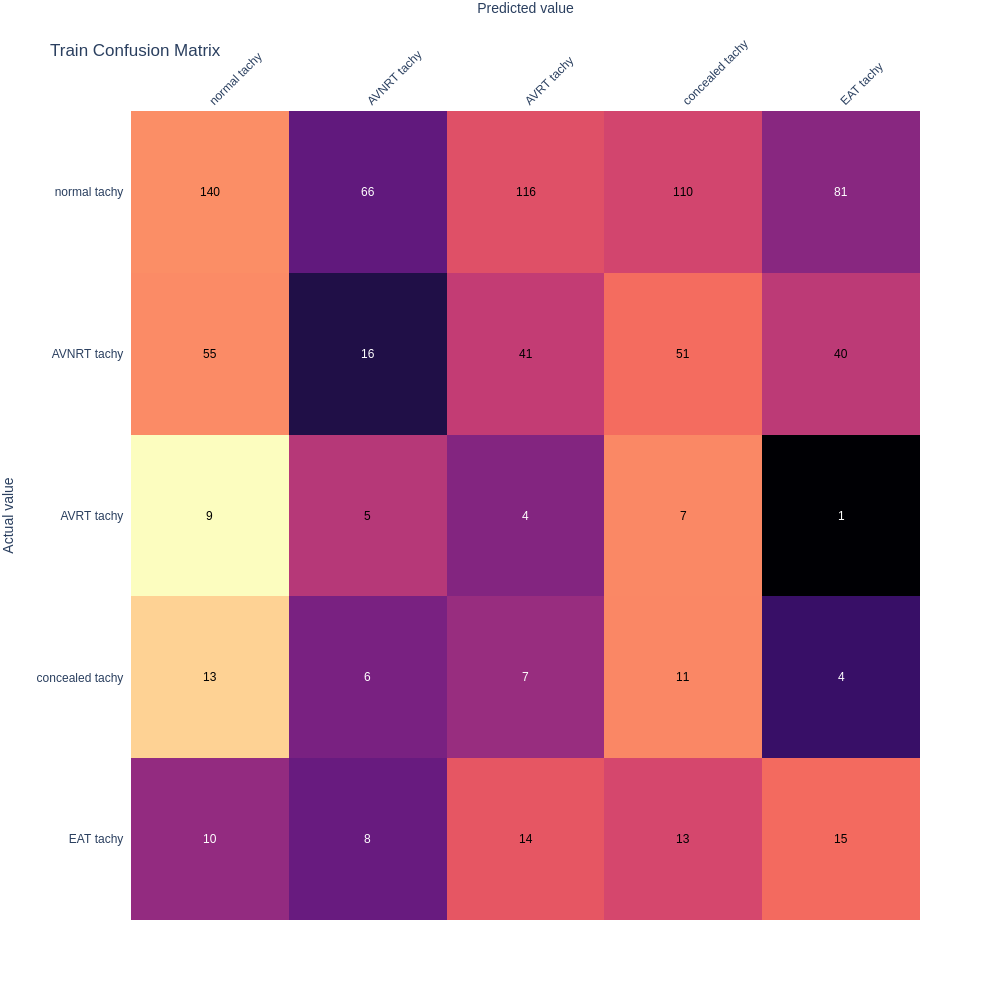 Predicted value
Train Confusion Matrix
normal tachy
AVNRT tachy
AVRT tachy
concealed tachy
EAT tachy
Actual value
normal tachy 140 66 116 110 81
AVNRT tachy 55 16 41 51 40
AVRT tachy 9 5 4 7 1
concealed tachy 13 6 7 11 4
EAT tachy 10 8 14 13 15